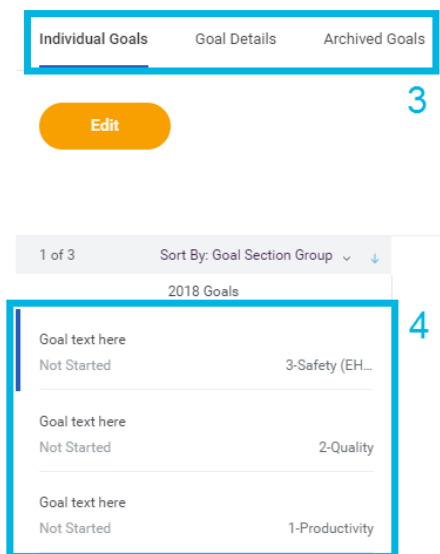 Individual Goals Goal Details Archived Goals
3
Edit
1 of 3 Sort By: Goal Section Group
2018 Goals
4
Goal text here
Not Started 3-Safety (EH...
Goal text here
Not Started 2-Quality
Goal text here
Not Started 1-Productivity